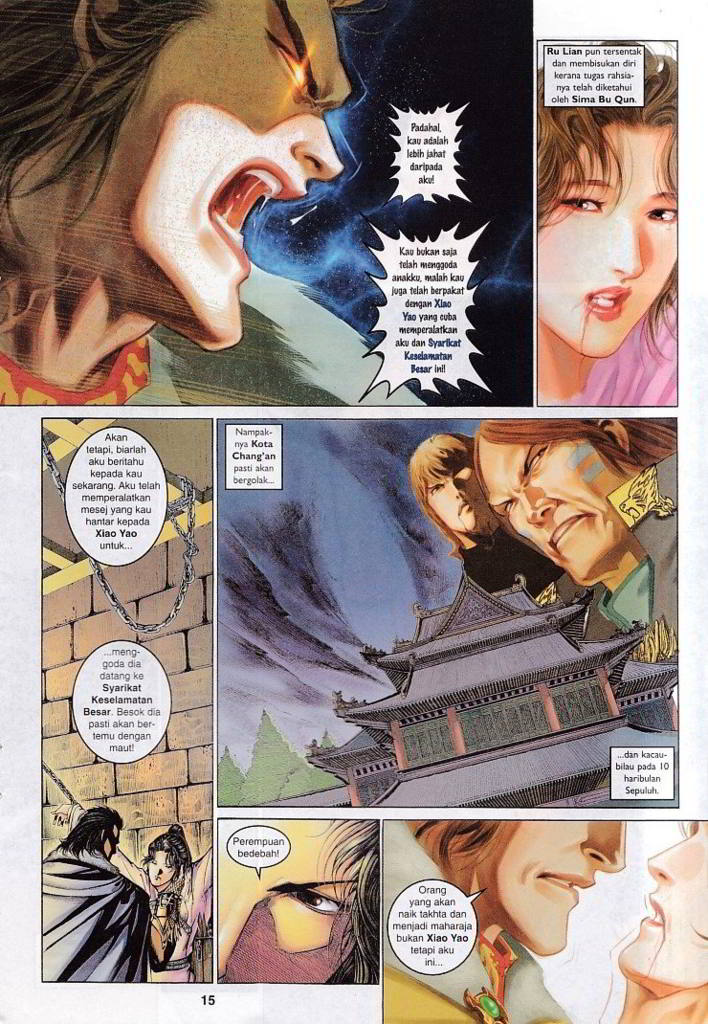 Padahal,
kau adalah
lebih jahat
daripada
aku!
Kau bukan saja
telah menggoda
anakku, malah kau
juga telah berpakat
dengan Xiao
Yao yang cuba
memperalatkan
aku dan Syarikat
Keselamatan
Besar ini!
Ru Lian pun tersentak
dan membisukan diri
kerana tugas rahsia-
nya telah diketahui
oleh Sima Bu Qun.
Akan
tetapi, biarlah
aku beritahu
kepada kau
sekarang. Aku telah
memperalatkan
mesej yang kau
hantar kepada
Xiao Yao
untuk...
...meng-
goda dia
datang ke
Syarikat
Keselamatan
Besar. Besok dia
pasti akan ber-
temu dengan
maut!
Nampak-
nya Kota
Chang'an
pasti akan
bergolak...
...dan kacau-
bilau pada 10
haribulan
Sepuluh.
Perempuan
bedebah!
Orang
yang akan
naik takhta dan
menjadi maharaja
bukan Xiao Yao
tetapi aku
ini...
15